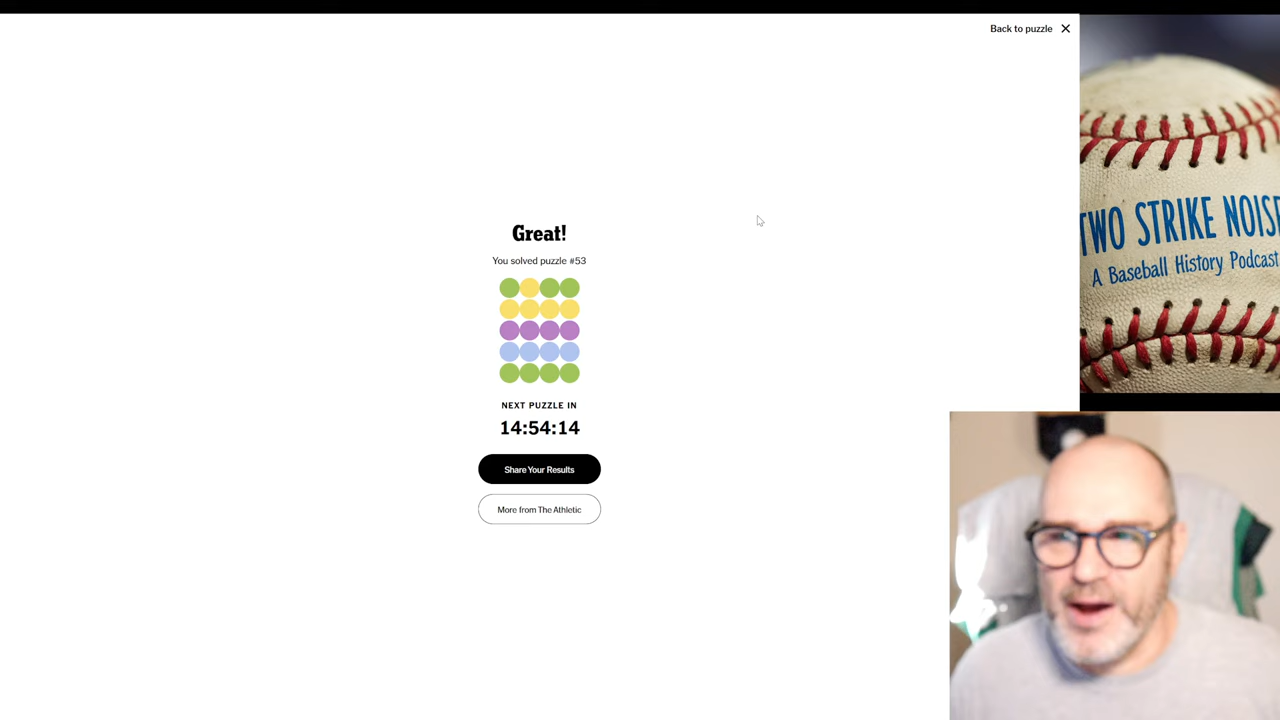 Back to puzzle
TWO STRIKE NOISE
A Baseball History Podcast
Great!
You solved puzzle #53
NEXT PUZZLE IN
14:54:14
Share Your Results
More from The Athletic